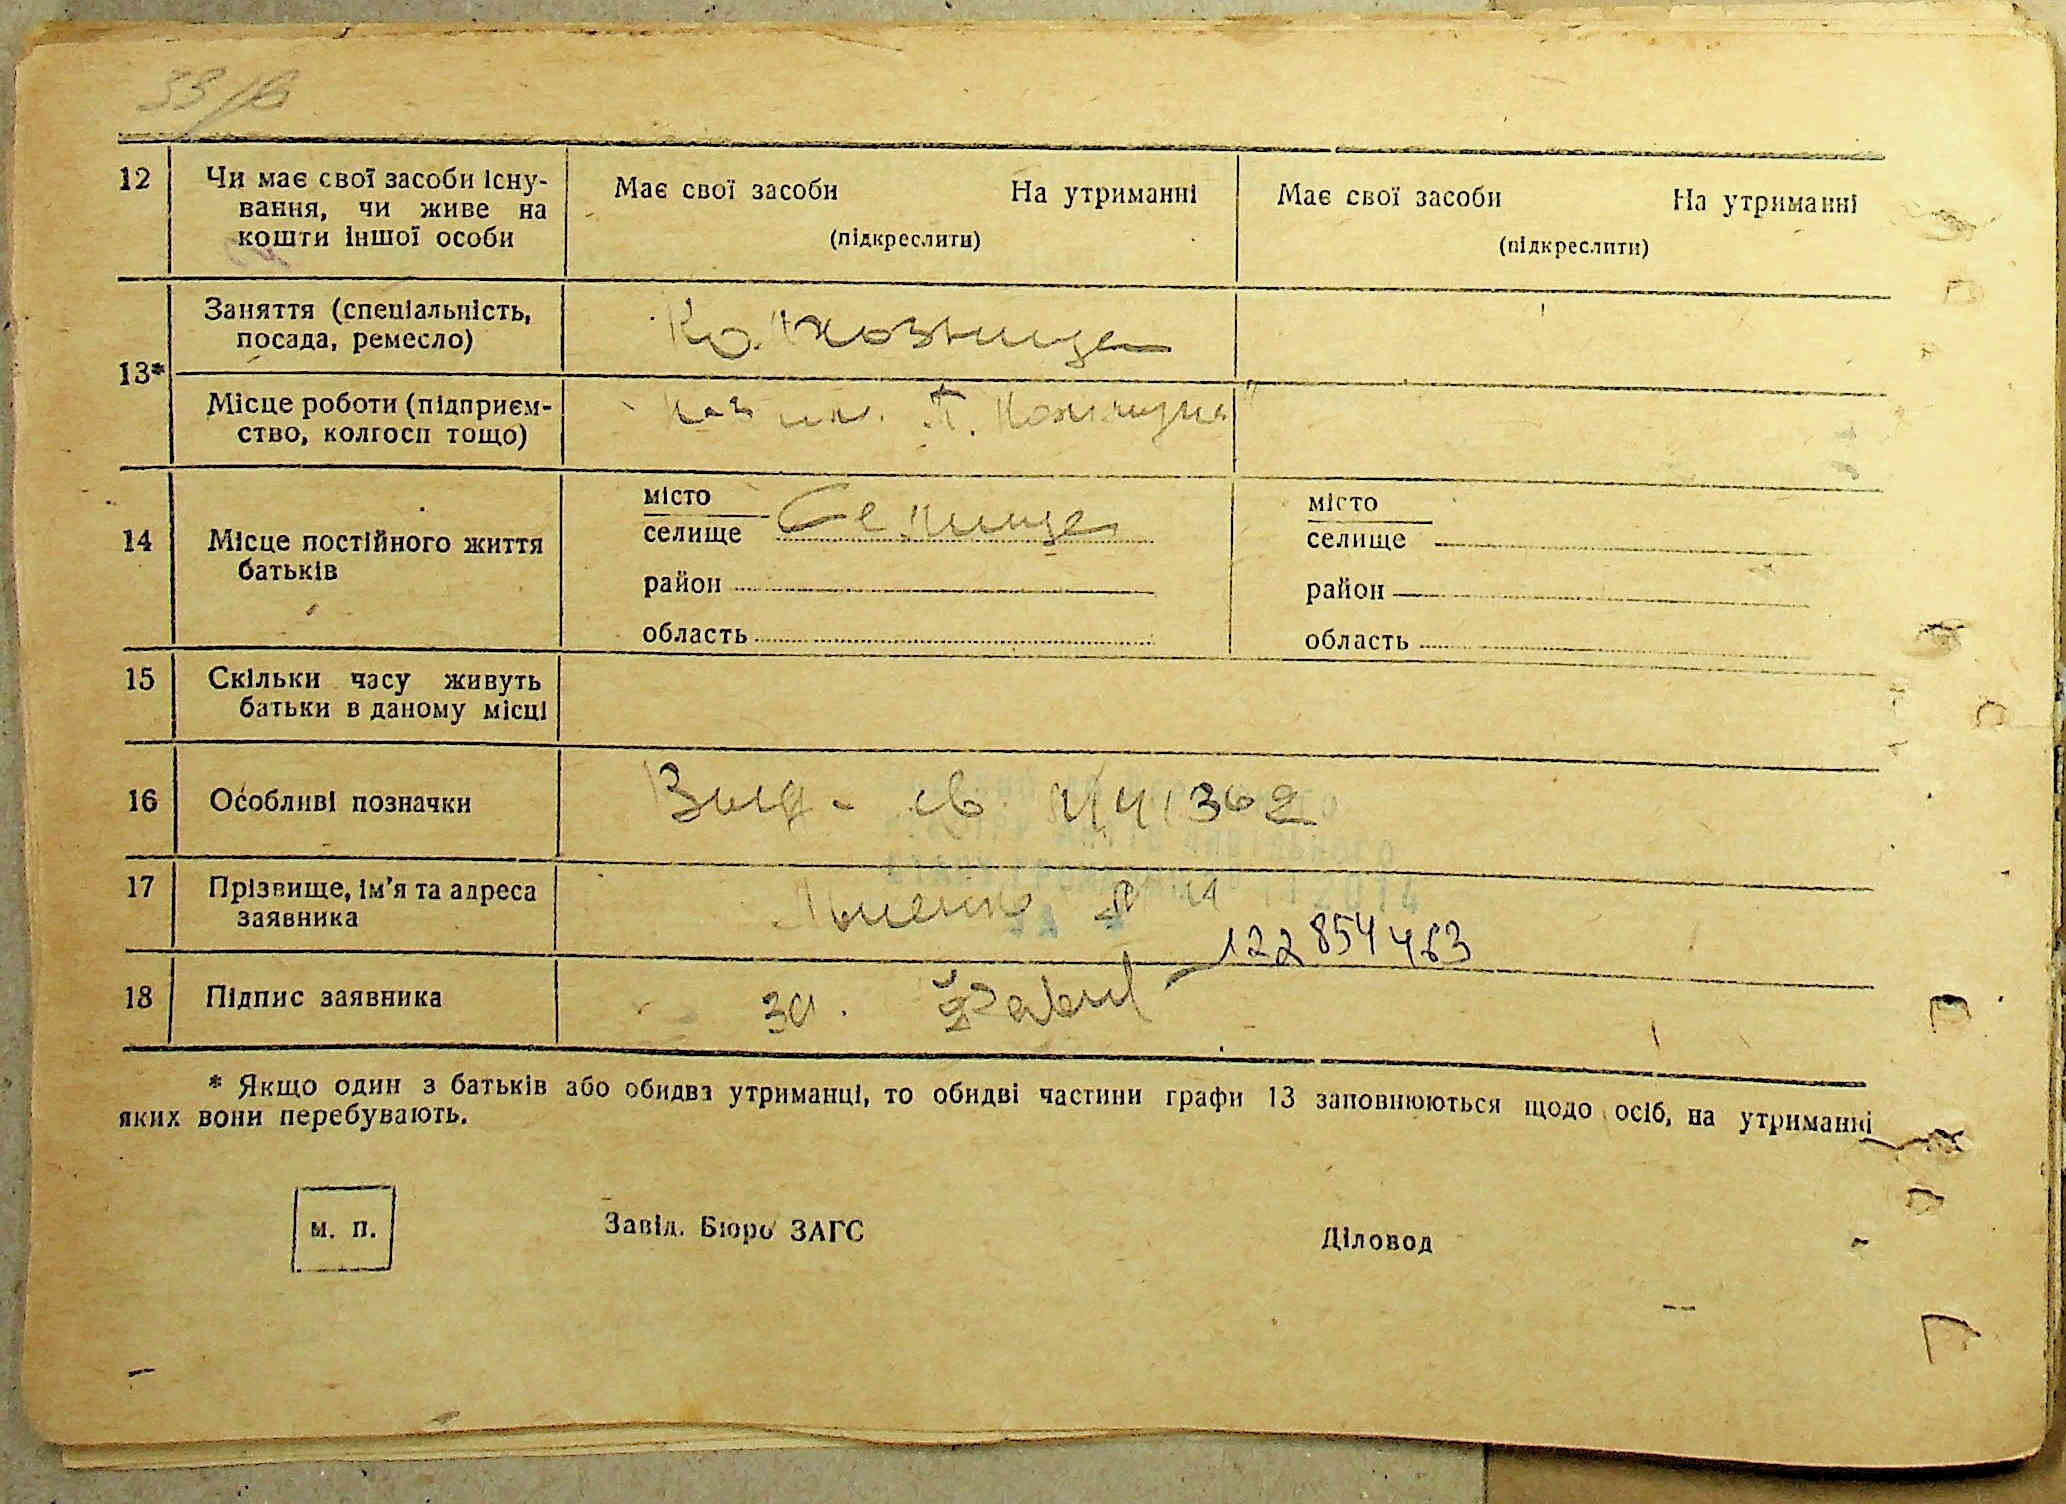 12 Чи має свої засоби існу-
вання, чи живе на
кошти іншої особи
Має свої засоби На утриманні
(підкреслити)
Має свої засоби На утриманні
(підкреслити)
13*
Заняття (спеціальність,
посада, ремесло)
Колхозница
Місце роботи (підприєм-
ство, колгосп тощо)
14 Місце постійного життя
батьків
місто
селище Селище
район
область
місто
селище
район
область
15 Скільки часу живуть
батьки в даному місці
16 Особливі позначки
17 Прізвище, ім'я та адреса
заявника
122854463
18 Підпис заявника
за.
* Якщо один з батьків або обидва утриманці, то обидві частини графи 13 заповнюються щодо осіб, на утриманні
яких вони перебувають.
м. п.
Завід. Бюро ЗАГС
Діловод